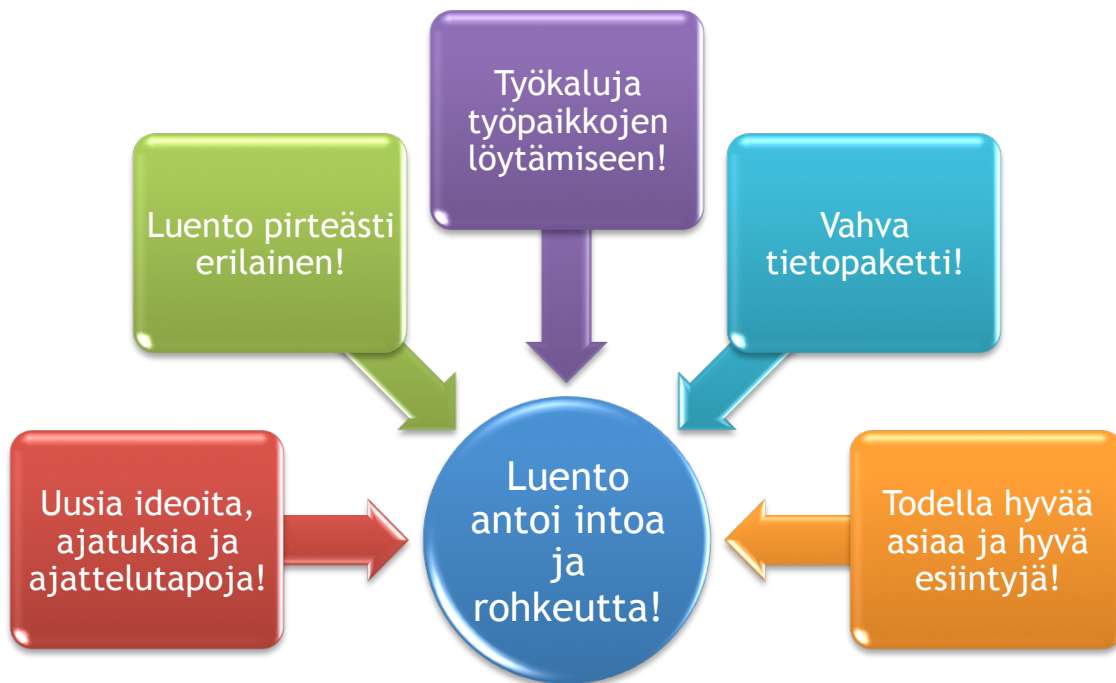 Työkaluja
työpaikkojen
löytämiseen!
Luento pirteästi
erilainen!
Vahva
tietopaketti!
Uusia ideoita,
ajatuksia ja
ajattelutapoja!
Luento
antoi intoa
ja
rohkeutta!
Todella hyvää
asiaa ja hyvä
esiintyjä!